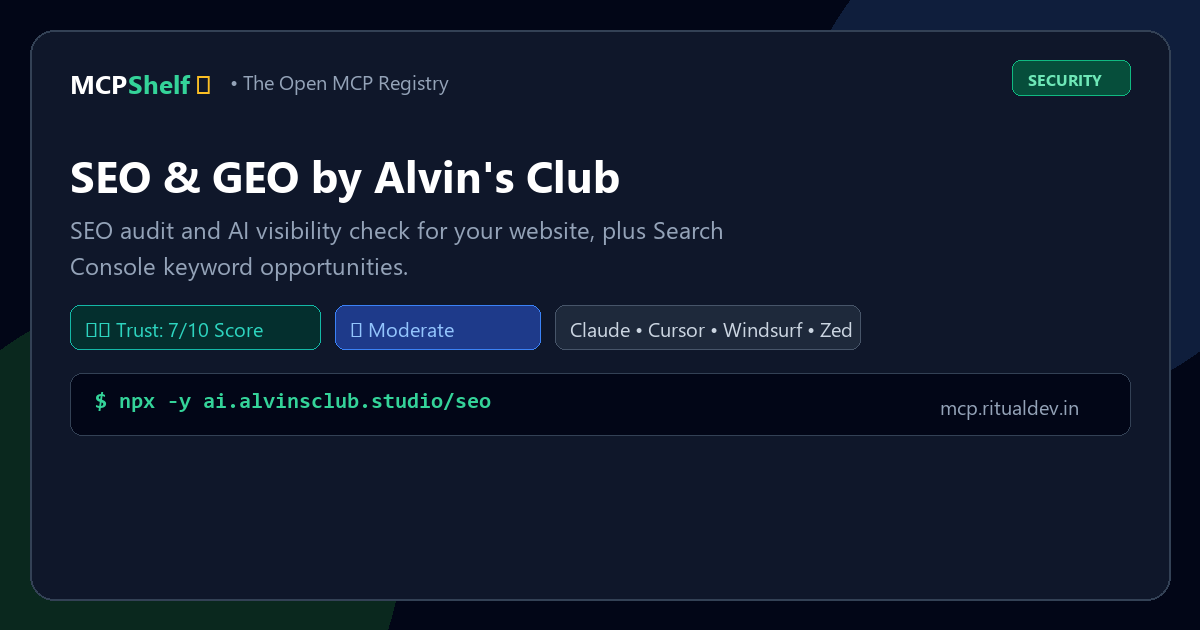 MCPShelf • The Open MCP Registry
SECURITY
SEO & GEO by Alvin's Club
SEO audit and AI visibility check for your website, plus Search
Console keyword opportunities.
Trust: 7/10 Score
Moderate
Claude • Cursor • Windsurf • Zed
$ npx -y ai.alvinsclub.studio/seo
mcp.ritualdev.in